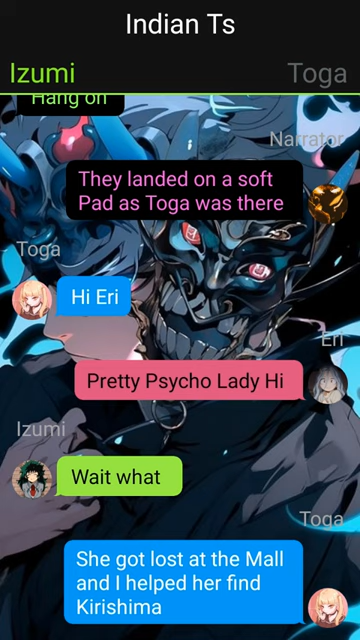 Indian Ts
Izumi
Toga
Hang on
Narrator
They landed on a soft
Pad as Toga was there
Toga
Hi Eri
Eri
Pretty Psycho Lady Hi
Izumi
Wait what
Toga
She got lost at the Mall
and I helped her find
Kirishima